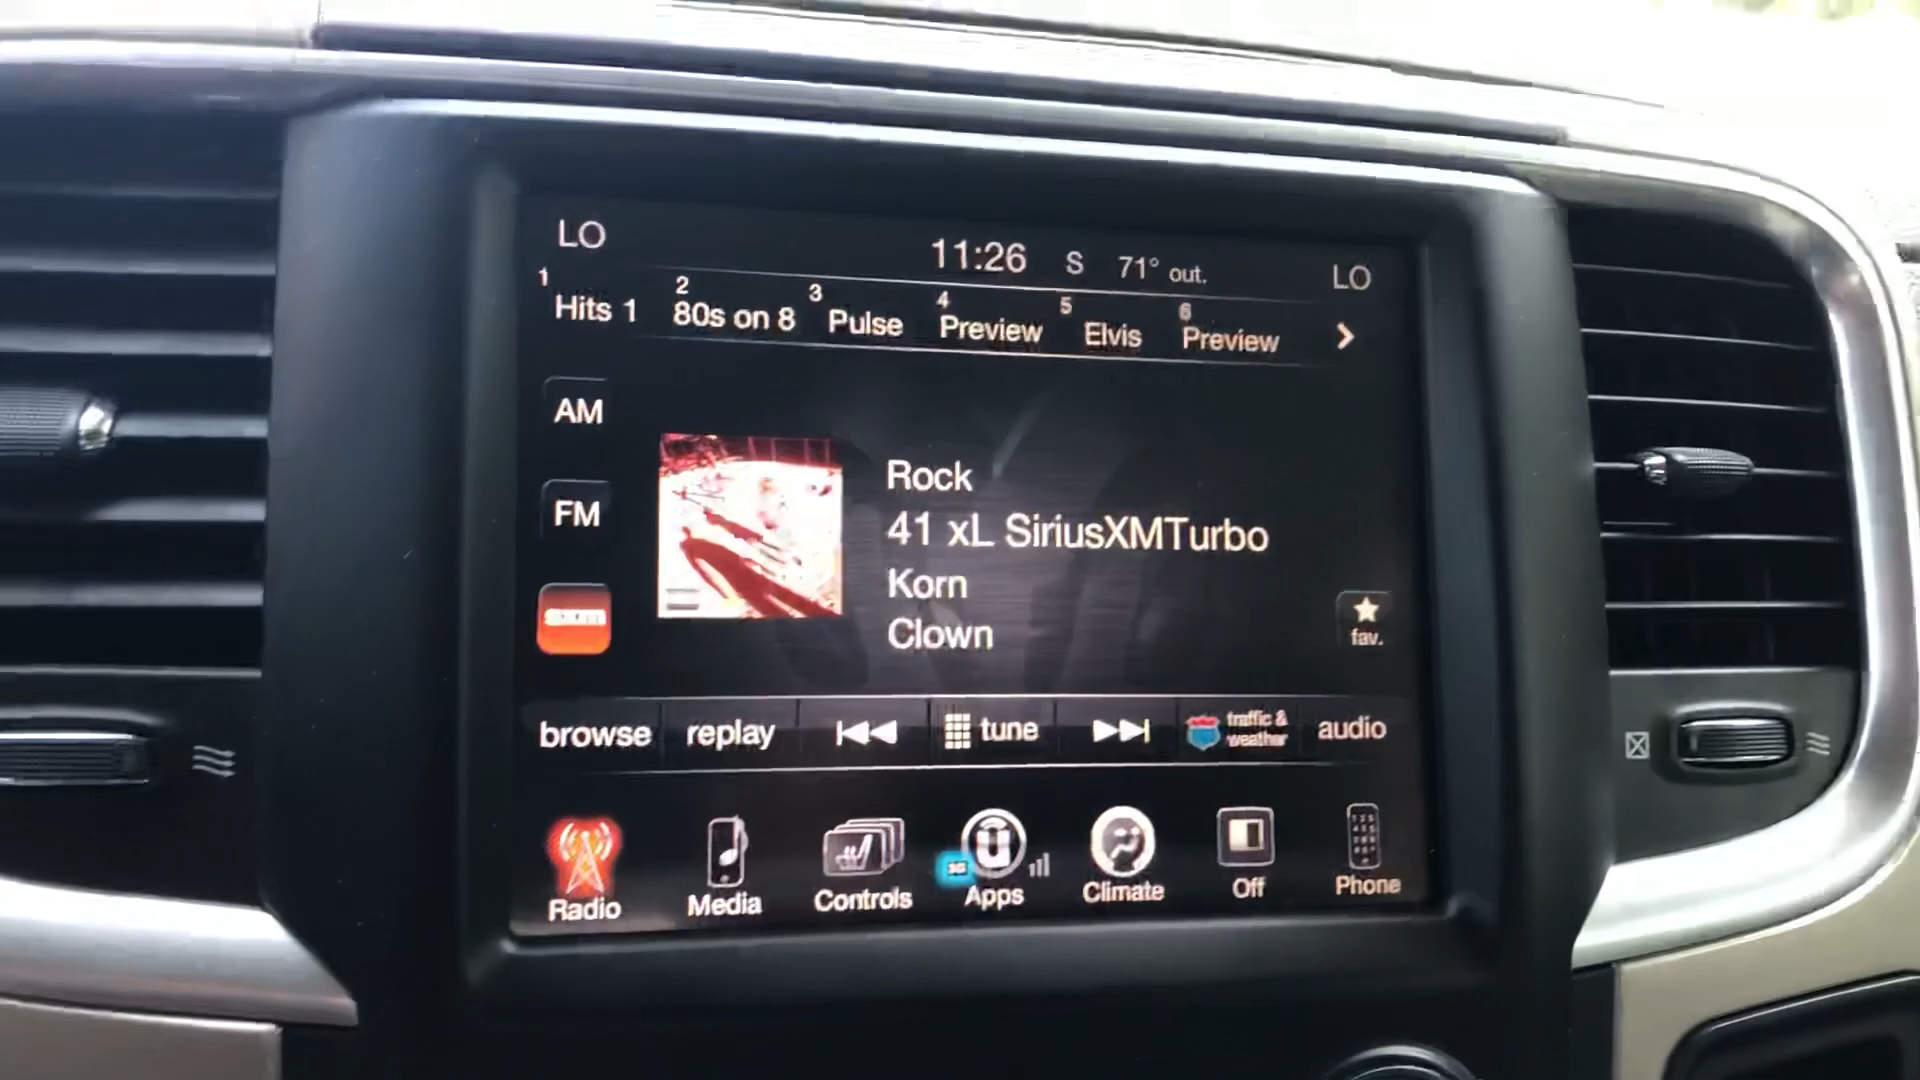 LO 11:26 S 71° out. LO
1 Hits 1 2 80s on 8 3 Pulse 4 Preview 5 Elvis 6 Preview
AM
FM
Rock
41 xL SiriusXMTurbo
Korn
Clown
fav.
browse replay tune traffic & weather audio
3G
Radio Media Controls Apps Climate Off Phone